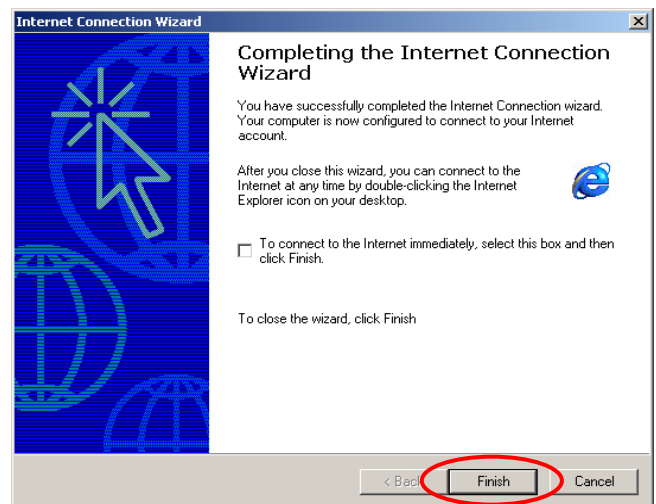 Internet Connection Wizard
Completing the Internet Connection
Wizard
You have successfully completed the Internet Connection wizard.
Your computer is now configured to connect to your Internet
account.
After you close this wizard, you can connect to the
Internet at any time by double-clicking the Internet
Explorer icon on your desktop.
To connect to the Internet immediately, select this box and then
click Finish.
To close the wizard, click Finish
< Back Finish Cancel